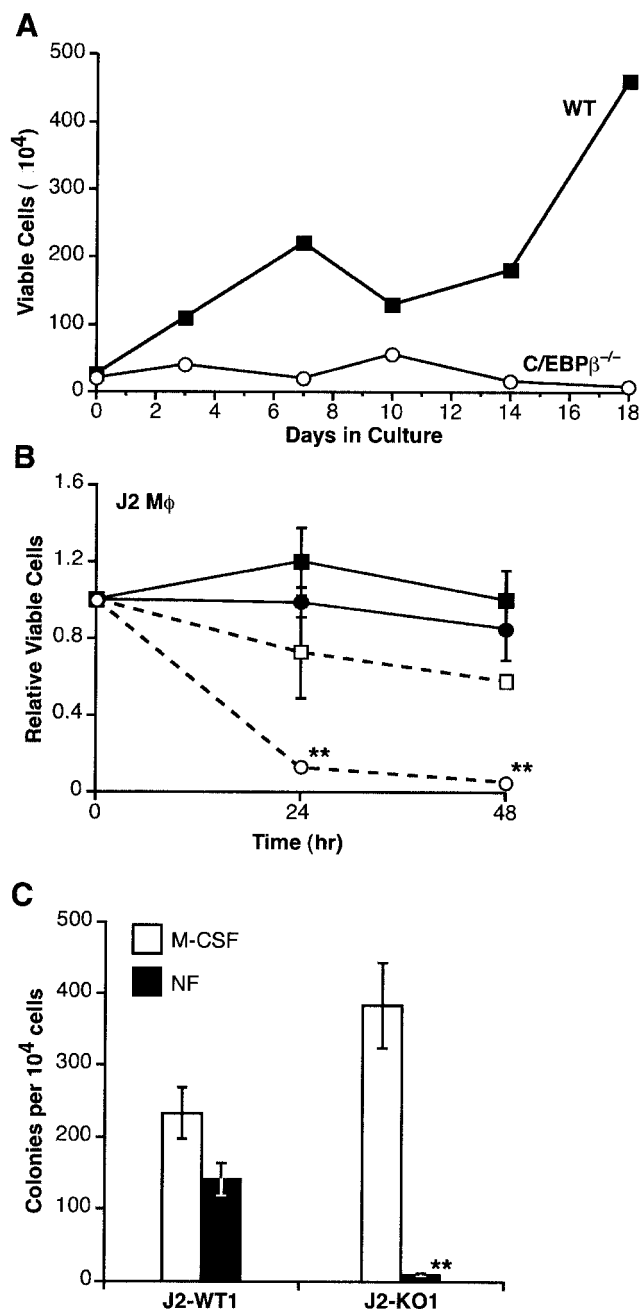 A
500
400
300
200
100
0
Viable Cells ( .10⁴)
WT
C/EBPβ⁻/⁻
0 2 4 6 8 10 12 14 16 18
Days in Culture
B
1.6
1.2
0.8
0.4
0
Relative Viable Cells
J2 Mϕ
**
**
0 24 48
Time (hr)
C
500
400
300
200
100
0
Colonies per 10⁴ cells
M-CSF
NF
**
J2-WT1 J2-KO1